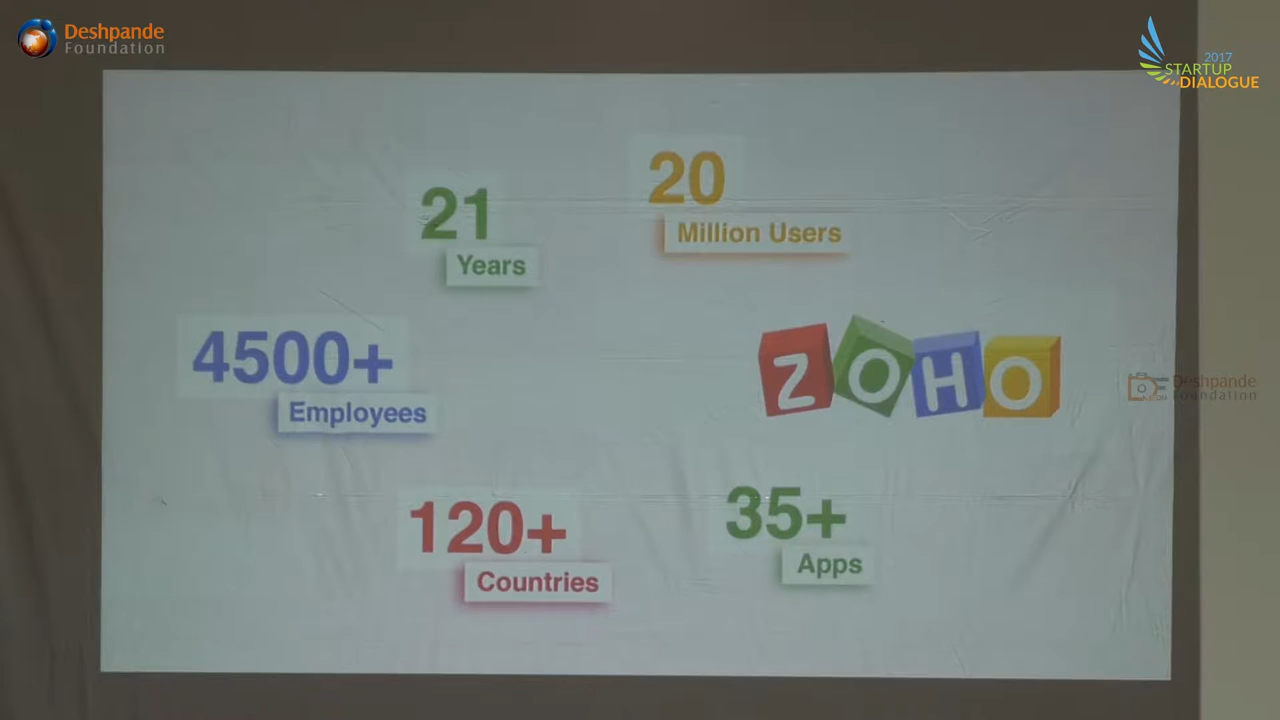 Deshpande
Foundation
2017
STARTUP
DIALOGUE
20
Million Users
21
Years
4500+
Employees
ZOHO
Deshpande
Foundation
120+
Countries
35+
Apps